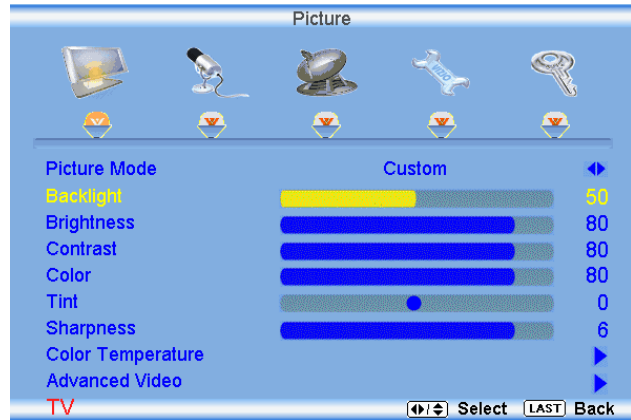 Picture
Picture Mode Custom
Backlight 50
Brightness 80
Contrast 80
Color 80
Tint 0
Sharpness 6
Color Temperature
Advanced Video
TV Select LAST Back